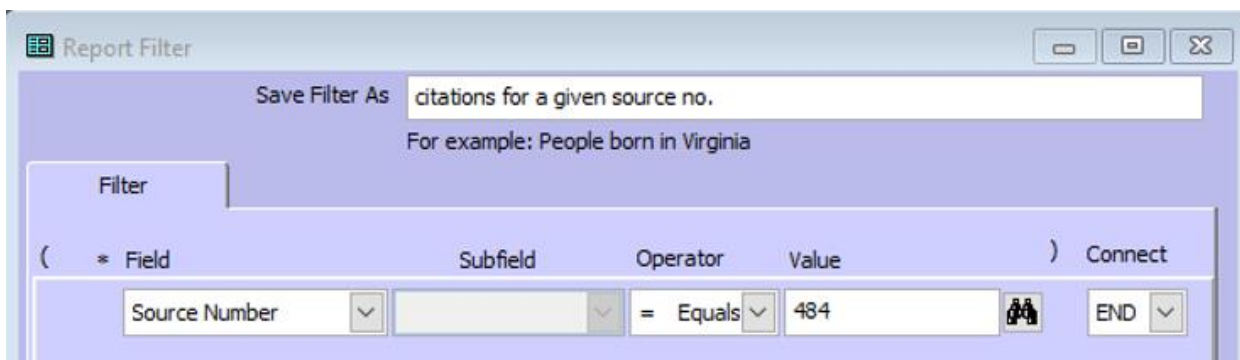 Report Filter
Save Filter As citations for a given source no.
For example: People born in Virginia
Filter
( * Field Subfield Operator Value ) Connect
Source Number = Equals 484 END